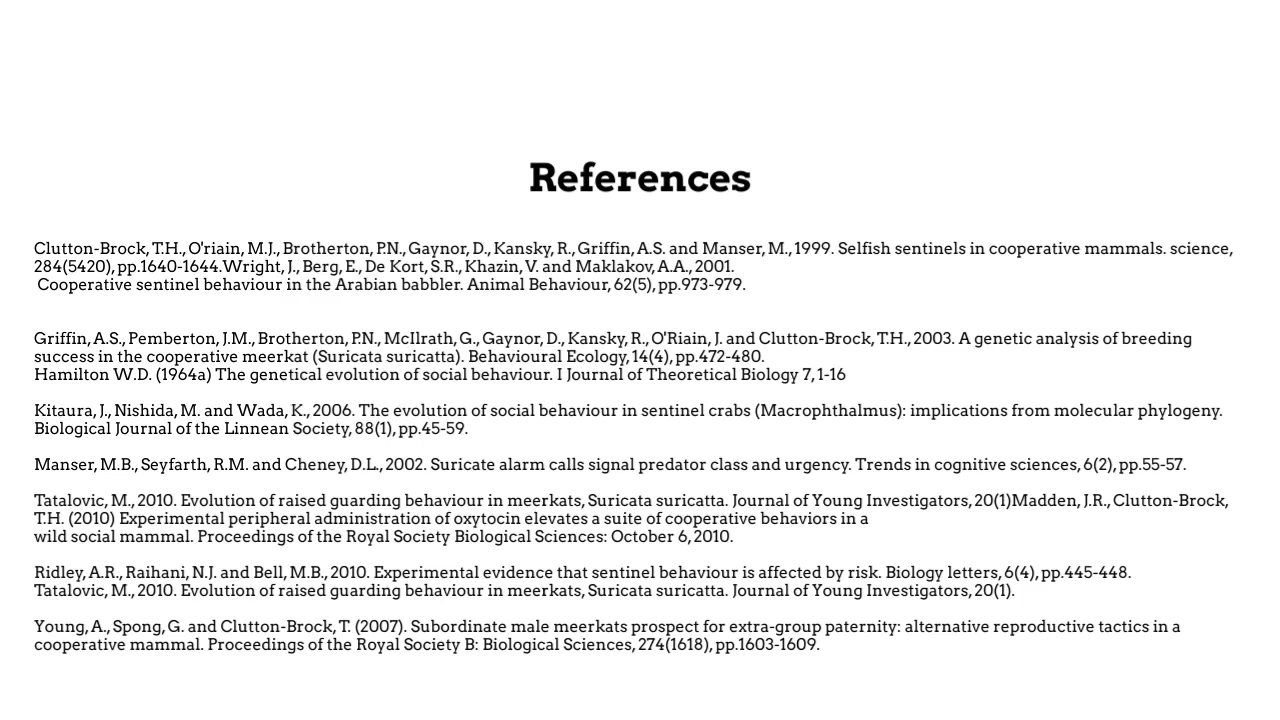 References
Clutton-Brock, T.H., O'riain, M.J., Brotherton, P.N., Gaynor, D., Kansky, R., Griffin, A.S. and Manser, M., 1999. Selfish sentinels in cooperative mammals. science,
284(5420), pp.1640-1644.Wright, J., Berg, E., De Kort, S.R., Khazin, V. and Maklakov, A.A., 2001.
Cooperative sentinel behaviour in the Arabian babbler. Animal Behaviour, 62(5), pp.973-979.
Griffin, A.S., Pemberton, J.M., Brotherton, P.N., McIlrath, G., Gaynor, D., Kansky, R., O'Riain, J. and Clutton-Brock, T.H., 2003. A genetic analysis of breeding
success in the cooperative meerkat (Suricata suricatta). Behavioural Ecology, 14(4), pp.472-480.
Hamilton W.D. (1964a) The genetical evolution of social behaviour. I Journal of Theoretical Biology 7, 1-16
Kitaura, J., Nishida, M. and Wada, K., 2006. The evolution of social behaviour in sentinel crabs (Macrophthalmus): implications from molecular phylogeny.
Biological Journal of the Linnean Society, 88(1), pp.45-59.
Manser, M.B., Seyfarth, R.M. and Cheney, D.L., 2002. Suricate alarm calls signal predator class and urgency. Trends in cognitive sciences, 6(2), pp.55-57.
Tatalovic, M., 2010. Evolution of raised guarding behaviour in meerkats, Suricata suricatta. Journal of Young Investigators, 20(1)Madden, J.R., Clutton-Brock,
T.H. (2010) Experimental peripheral administration of oxytocin elevates a suite of cooperative behaviors in a
wild social mammal. Proceedings of the Royal Society Biological Sciences: October 6, 2010.
Ridley, A.R., Raihani, N.J. and Bell, M.B., 2010. Experimental evidence that sentinel behaviour is affected by risk. Biology letters, 6(4), pp.445-448.
Tatalovic, M., 2010. Evolution of raised guarding behaviour in meerkats, Suricata suricatta. Journal of Young Investigators, 20(1).
Young, A., Spong, G. and Clutton-Brock, T. (2007). Subordinate male meerkats prospect for extra-group paternity: alternative reproductive tactics in a
cooperative mammal. Proceedings of the Royal Society B: Biological Sciences, 274(1618), pp.1603-1609.